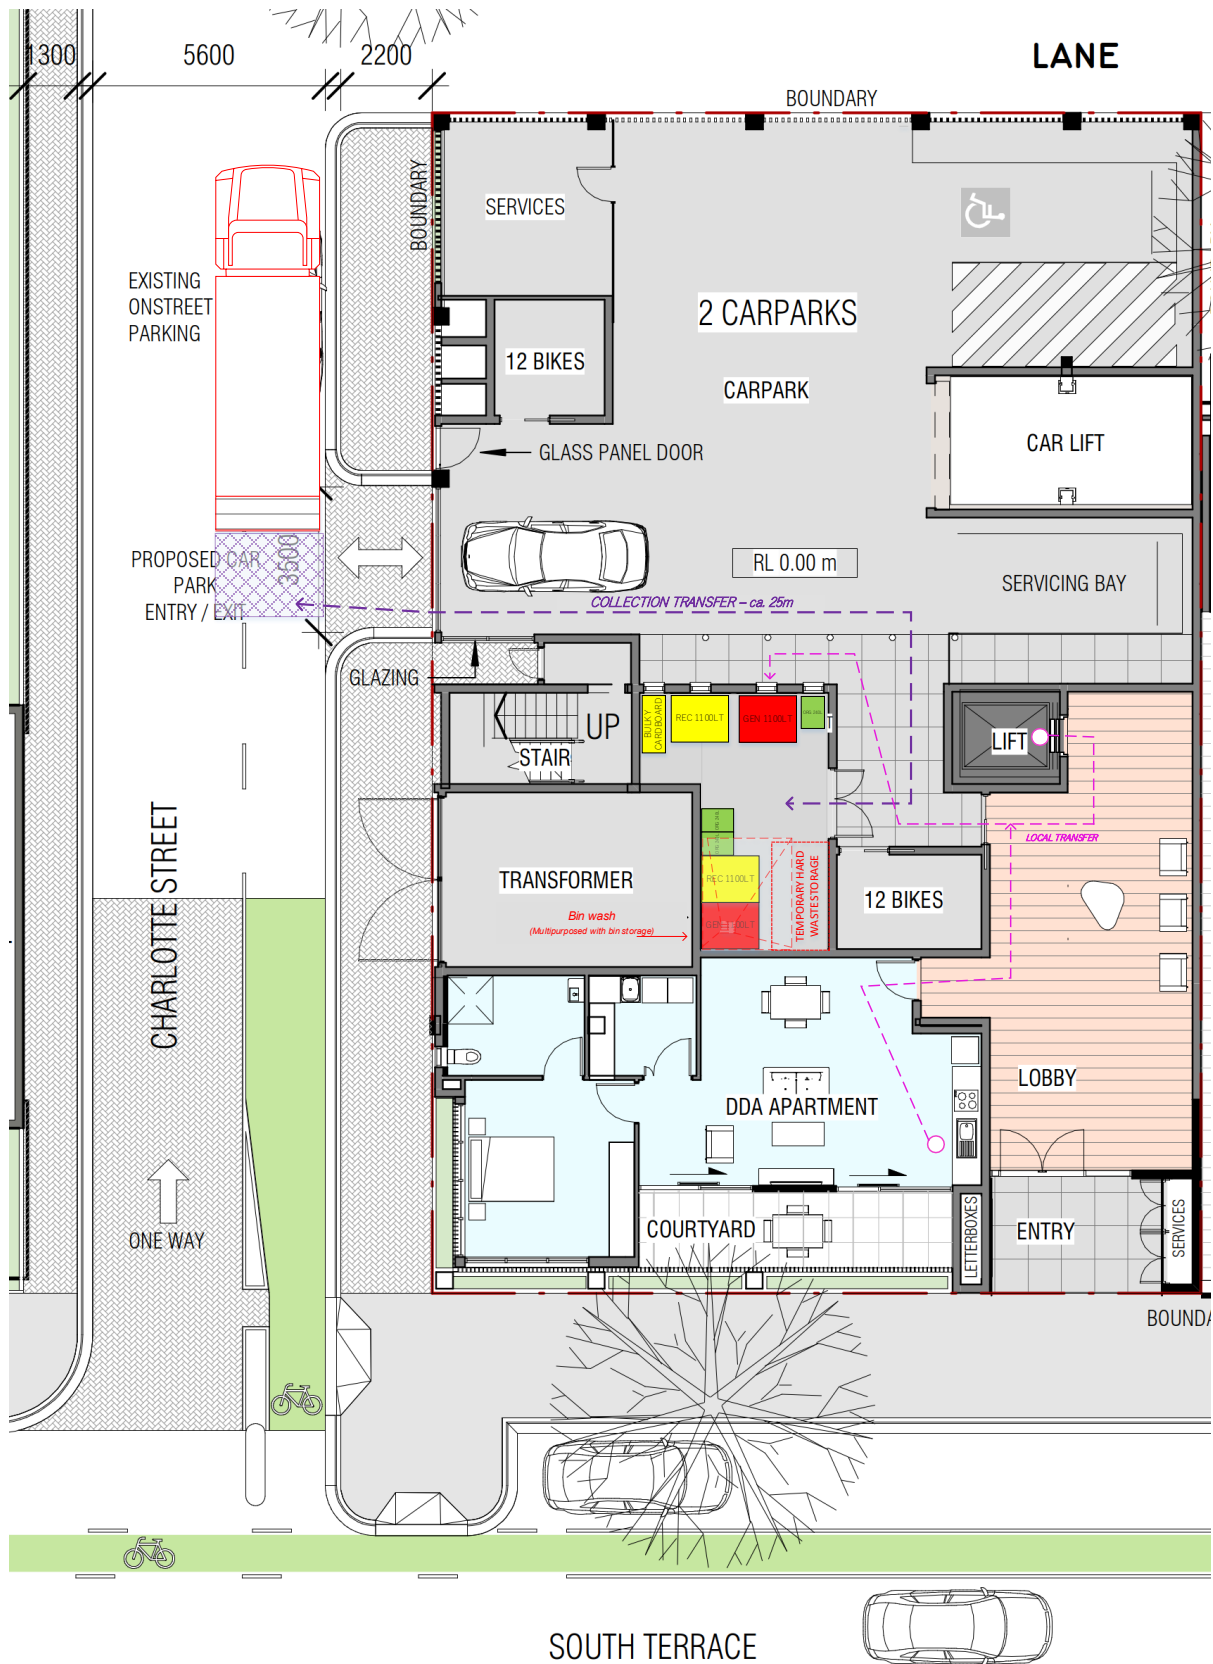 LANE
1300
5600
2200
BOUNDARY
BOUNDARY
SERVICES
EXISTING
ONSTREET
PARKING
2 CARPARKS
12 BIKES
CARPARK
GLASS PANEL DOOR
CAR LIFT
PROPOSED CAR
PARK
ENTRY / EXIT
3500
RL 0.00 m
SERVICING BAY
COLLECTION TRANSFER – ca. 25m
GLAZING
UP
STAIR
BULKY
CARDBOARD
REC 1100LT
GEN 1100LT
LIFT
LOCAL TRANSFER
TRANSFORMER
REC 1100LT
GEN 1100LT
TEMPORARY HARD
WASTE STORAGE
12 BIKES
Bin wash
(Multipurposed with bin storage)
CHARLOTTE STREET
LOBBY
DDA APARTMENT
ONE WAY
COURTYARD
LETTERBOXES
ENTRY
SERVICES
BOUNDA
SOUTH TERRACE